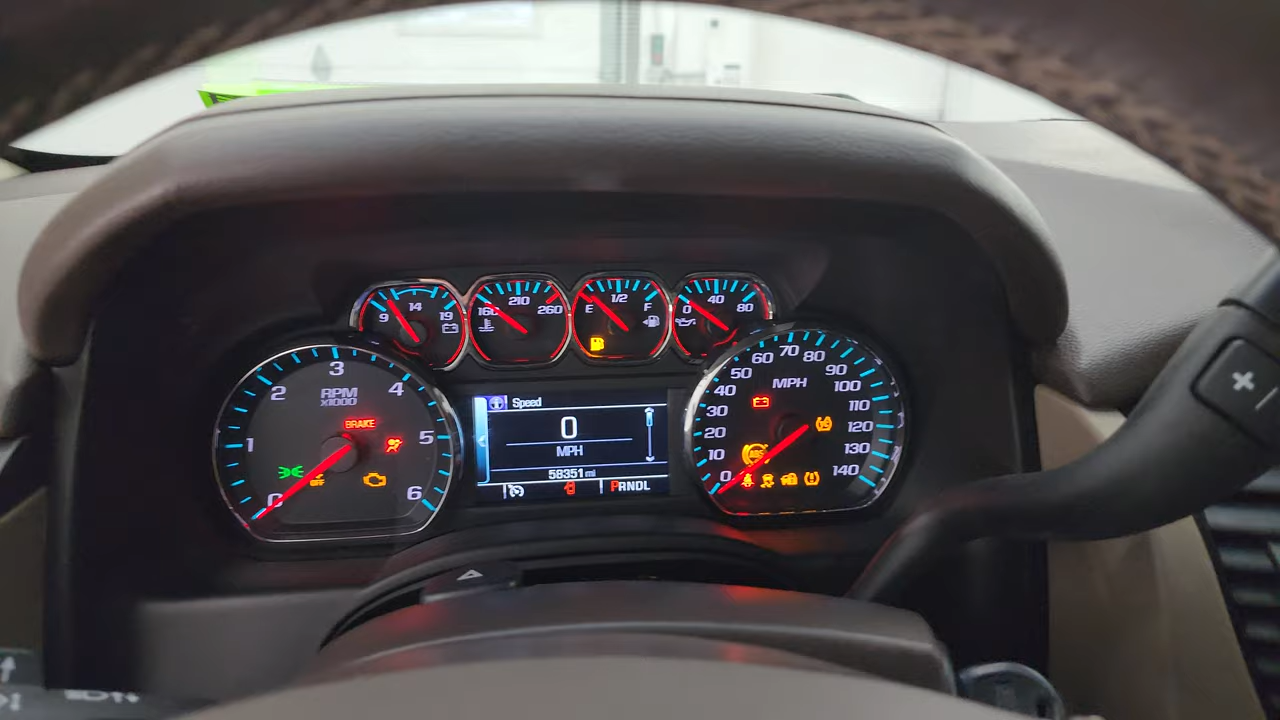 9 14 19
160 210 260
E 1/2 F
0 40 80
0 1 2 3 4 5 6
RPM
X1000
BRAKE
OFF
Speed
0
MPH
58351 mi
PRNDL
0 10 20 30 40 50 60 70 80 90 100 110 120 130 140
MPH
ABS
+